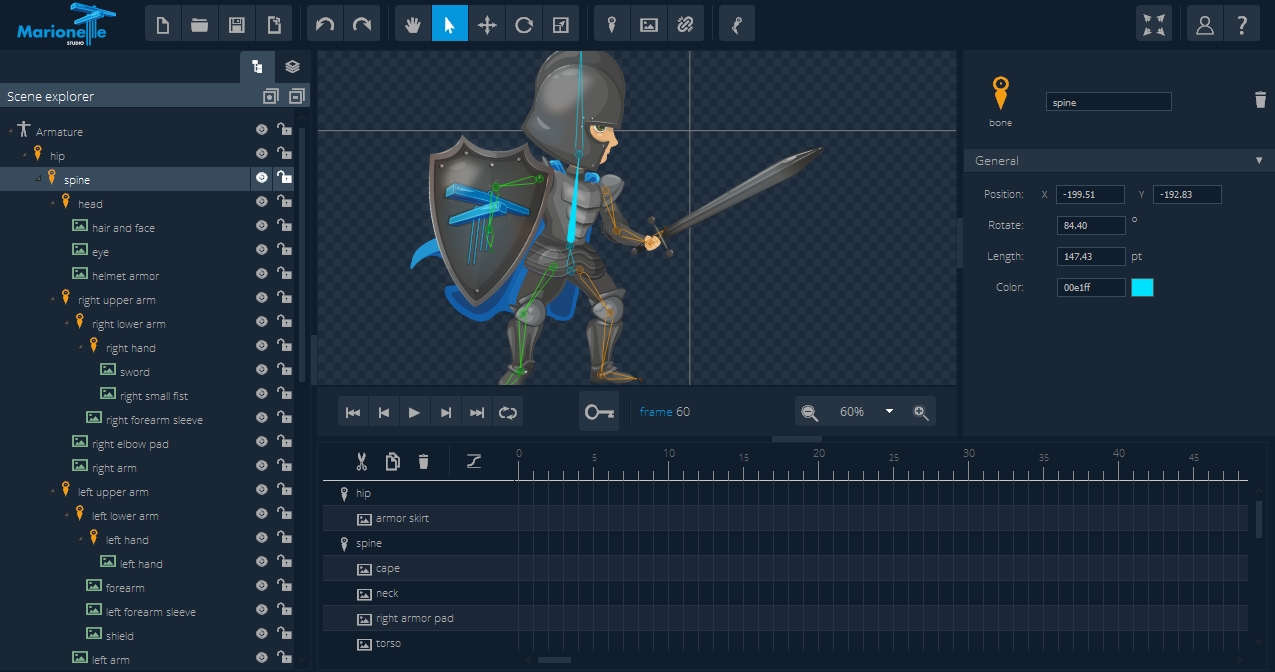 Marionette
STUDIO
?
Scene explorer
Armature
hip
spine
head
hair and face
eye
helmet armor
right upper arm
right lower arm
right hand
sword
right small fist
right forearm sleeve
right elbow pad
right arm
left upper arm
left lower arm
left hand
left hand
forearm
left forearm sleeve
shield
left arm
frame 60
60%
0 5 10 15 20 25 30 35 40 45
hip
armor skirt
spine
cape
neck
right armor pad
torso
bone
spine
General
Position: X -199.51 Y -192.83
Rotate: 84.40 °
Length: 147.43 pt
Color: 00e1ff